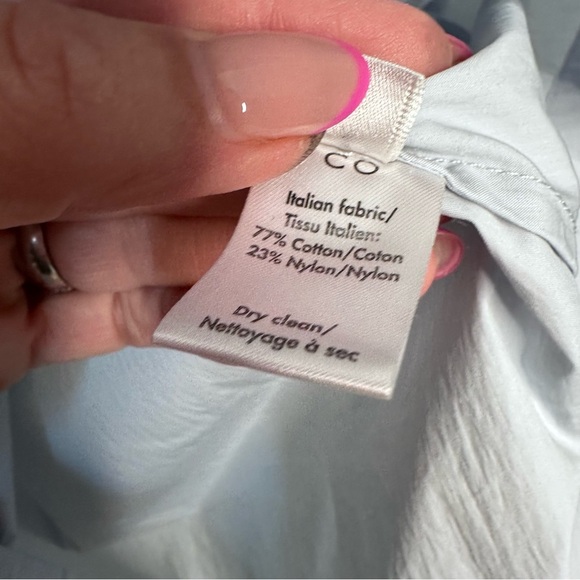 CO
Italian fabric/
Tissu Italien:
77% Cotton/Coton
23% Nylon/Nylon
Dry clean/
Nettoyage à sec